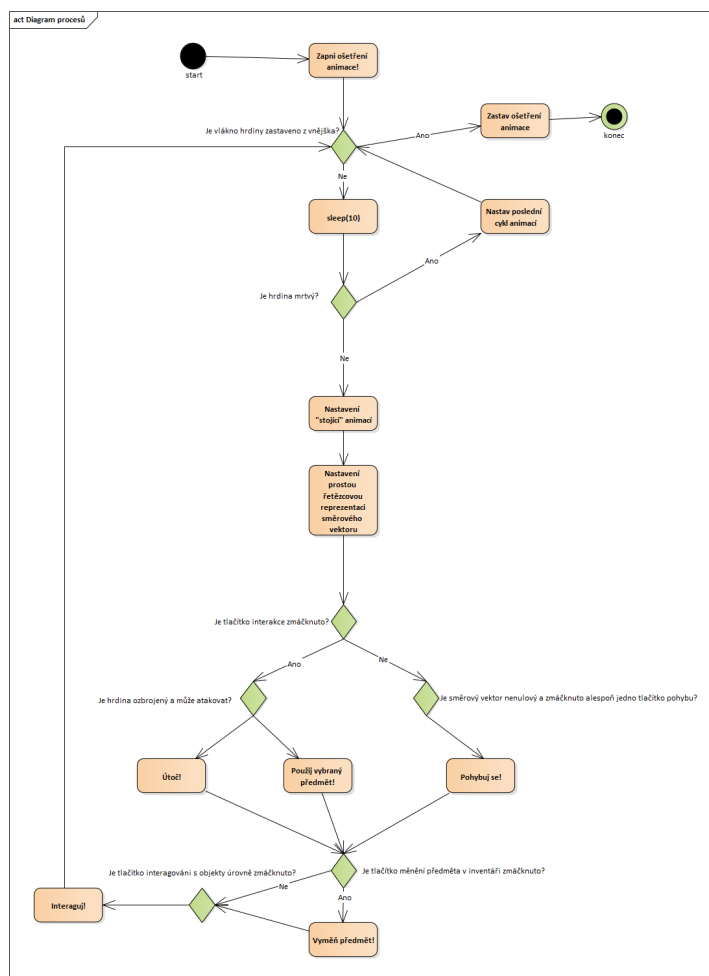 act Diagram procesů
Zapni ošetření
animace!
start
Je vlákno hrdiny zastaveno z vnějška?
Ano
Zastav ošetření
animace
konec
Ne
sleep(10)
Nastav poslední
cykl animací
Ano
Je hrdina mrtvý?
Ne
Nastavení
"stojící" animací
Nastavení
prostou
řetězcovou
reprezentaci
směrového
vektoru
Je tlačítko interakce zmáčknuto?
Ano
Ne
Je hrdina ozbrojený a může atakovat?
Je směrový vektor nenulový a zmáčknuto alespoň jedno tlačítko pohybu?
Útoč!
Použij vybraný
předmět!
Pohybuj se!
Je tlačítko interagováni s objekty úrovně zmáčknuto?
Je tlačítko měnění předměta v inventáři zmáčknuto?
Ne
Ano
Interaguj!
Vyměň předmět!